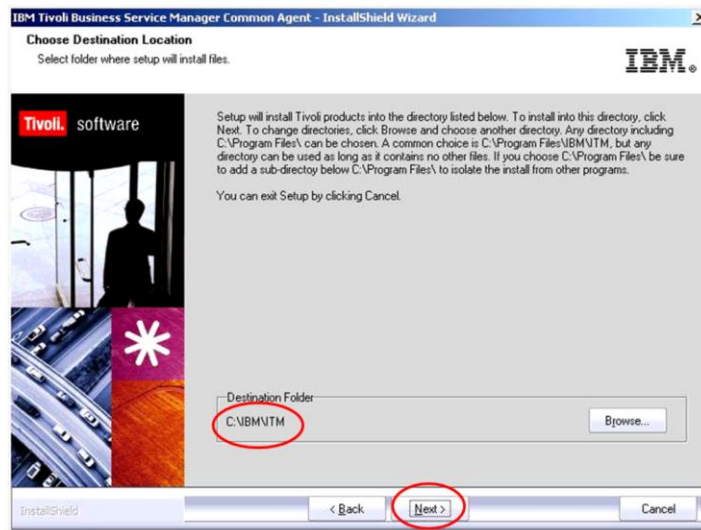 IBM Tivoli Business Service Manager Common Agent - InstallShield Wizard
Choose Destination Location
Select folder where setup will install files.
IBM®
Tivoli. software
Setup will install Tivoli products into the directory listed below. To install into this directory, click
Next. To change directories, click Browse and choose another directory. Any directory including
C:\Program Files\ can be chosen. A common choice is C:\Program Files\IBM\ITM, but any
directory can be used as long as it contains no other files. If you choose C:\Program Files\ be sure
to add a sub-directoy below C:\Program Files\ to isolate the install from other programs.
You can exit Setup by clicking Cancel.
Destination Folder
C:\IBM\ITM
Browse...
InstallShield
< Back
Next >
Cancel